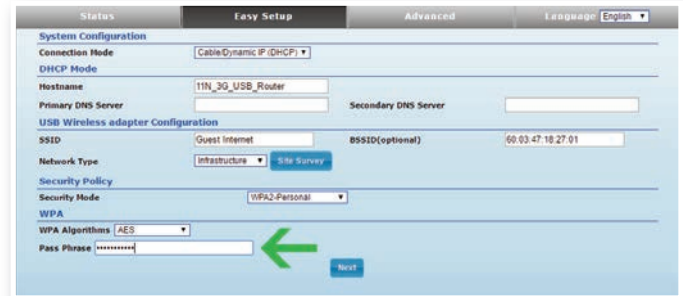 Status Easy Setup Advanced Language English
System Configuration
Connection Mode Cable/Dynamic IP (DHCP)
DHCP Mode
Hostname 11N_3G_USB_Router
Primary DNS Server Secondary DNS Server
USB Wireless adapter Configuration
SSID Guest Internet BSSID(optional) 60:03:47:18:27:01
Network Type Infrastructure Site Survey
Security Policy
Security Mode WPA2-Personal
WPA
WPA Algorithms AES
Pass Phrase •••••••••••
Next